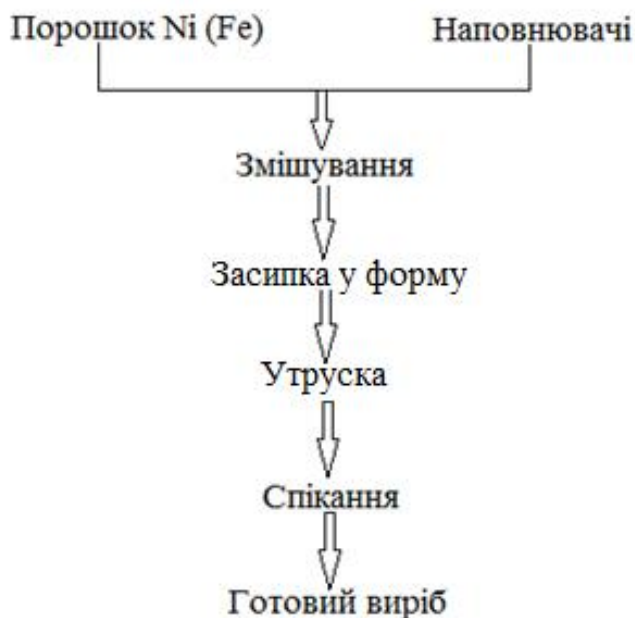 Порошок Ni (Fe)
Наповнювачі
Змішування
Засипка у форму
Утруска
Спікання
Готовий виріб